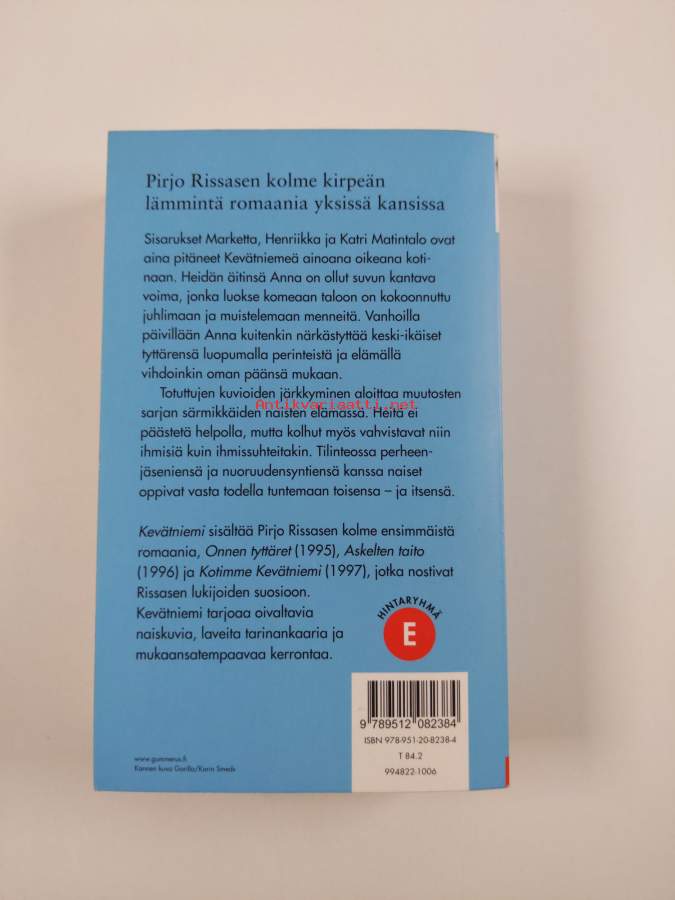 Pirjo Rissasen kolme kirpeän
lämmintä romaania yksissä kansissa
Sisarukset Marketta, Henriikka ja Katri Matintalo ovat
aina pitäneet Kevätniemeä ainoana oikeana koti-
naan. Heidän äitinsä Anna on ollut suvun kantava
voima, jonka luokse komeaan taloon on kokoonnuttu
juhlimaan ja muistelemaan menneitä. Vanhoilla
päivillään Anna kuitenkin närkästyttää keski-ikäiset
tyttärensä luopumalla perinteistä ja elämällä
vihdoinkin oman päänsä mukaan.
Totuttujen kuvioiden järkkyminen aloittaa muutosten
Antikvariaatti.net
sarjan särmikkäiden naisten elämässä. Heitä ei
päästetä helpolla, mutta kolhut myös vahvistavat niin
ihmisiä kuin ihmissuhteitakin. Tilinteossa perheen-
jäseniensä ja nuoruudensyntiensä kanssa naiset
oppivat vasta todella tuntemaan toisensa – ja itsensä.
Kevätniemi sisältää Pirjo Rissasen kolme ensimmäistä
romaania, Onnen tyttäret (1995), Askelten taito
(1996) ja Kotimme Kevätniemi (1997), jotka nostivat
Rissasen lukijoiden suosioon.
Kevätniemi tarjoaa oivaltavia
naiskuvia, laveita tarinankaaria ja
mukaansatempaavaa kerrontaa.
HINTARYHMÄ
E
9 789512 082384
ISBN 978-951-20-8238-4
T 84.2
994822-1006
www.gummerus.fi
Kannen kuva Gorilla/Karin Smeds